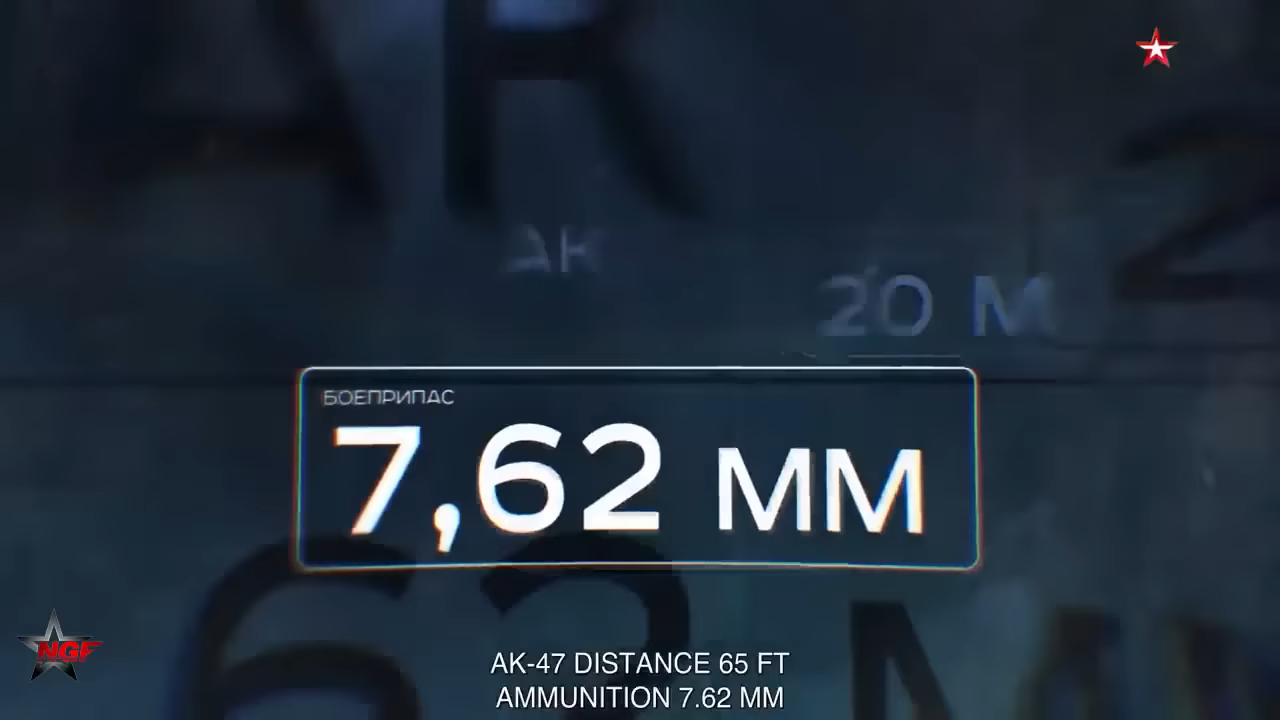 АК
20 М
БОЕПРИПАС
7,62 ММ
NGF
AK-47 DISTANCE 65 FT
AMMUNITION 7.62 MM